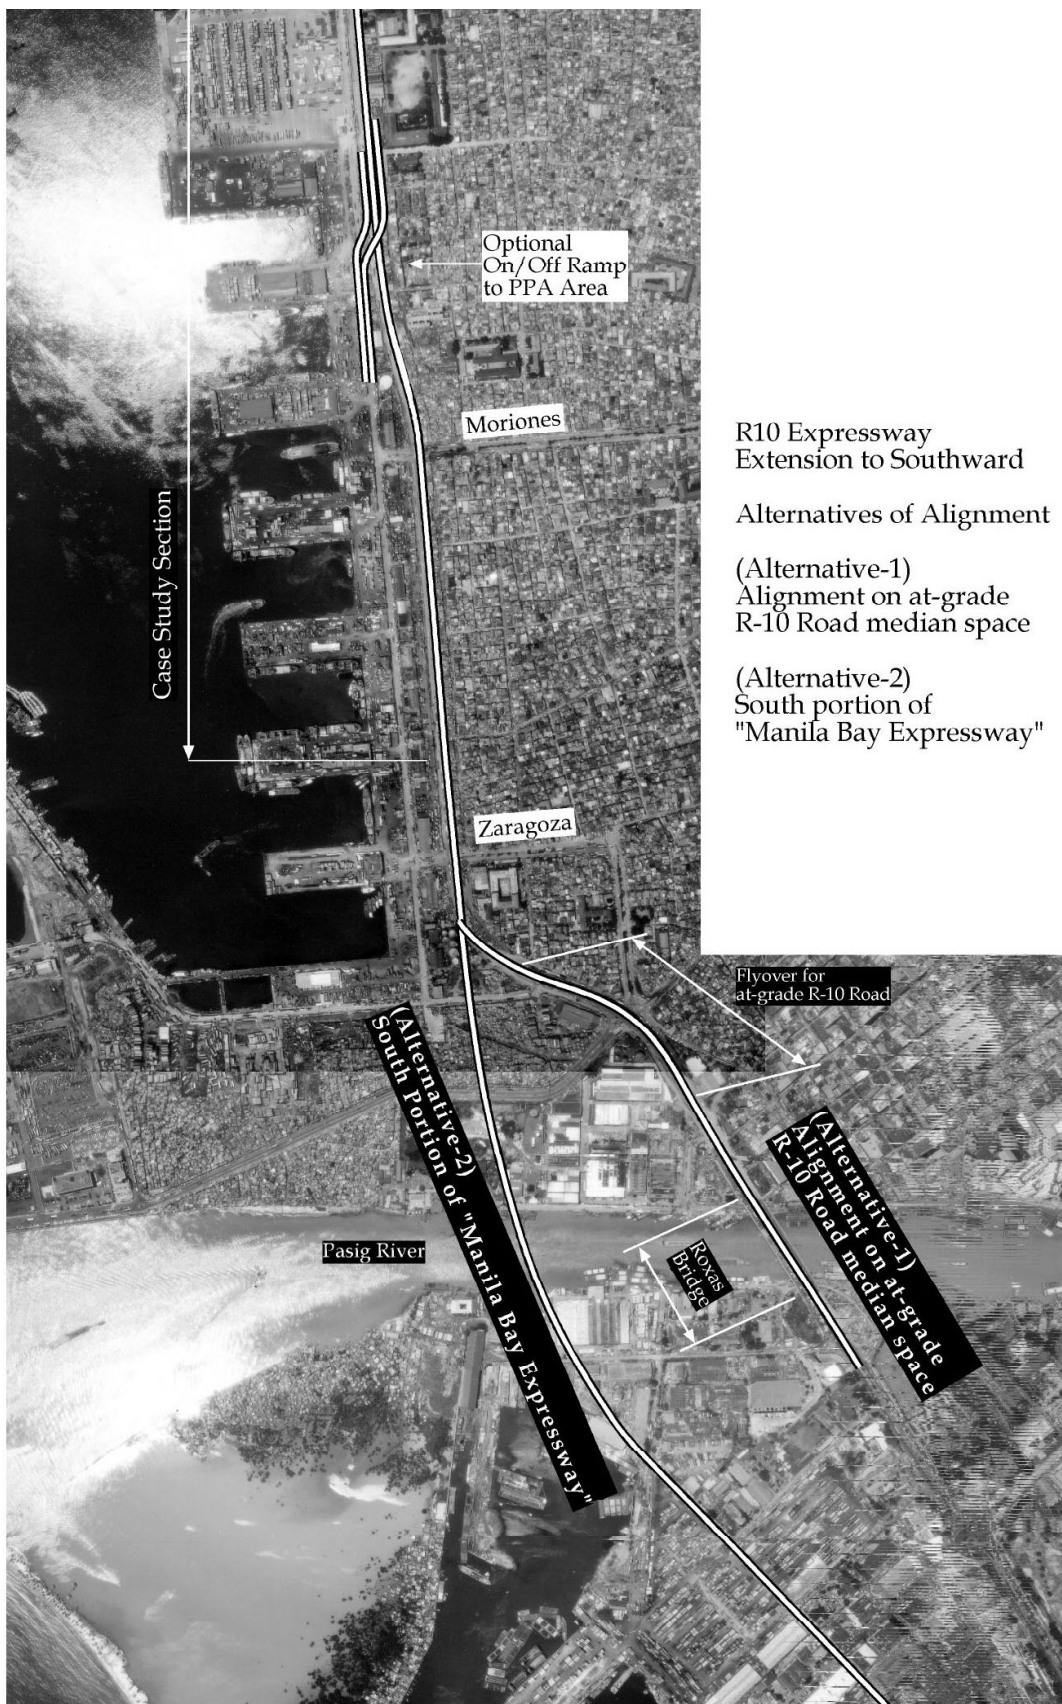 Optional
On/Off Ramp
to PPA Area
Moriones
Case Study Section
R10 Expressway
Extension to Southward
Alternatives of Alignment
(Alternative-1)
Alignment on at-grade
R-10 Road median space
(Alternative-2)
South portion of
"Manila Bay Expressway"
Zaragoza
Flyover for
at-grade R-10 Road
(Alternative-2)
South Portion of "Manila Bay Expressway"
(Alternative-1)
Alignment on at-grade
R-10 Road median space
Pasig River
Roxas
Bridge